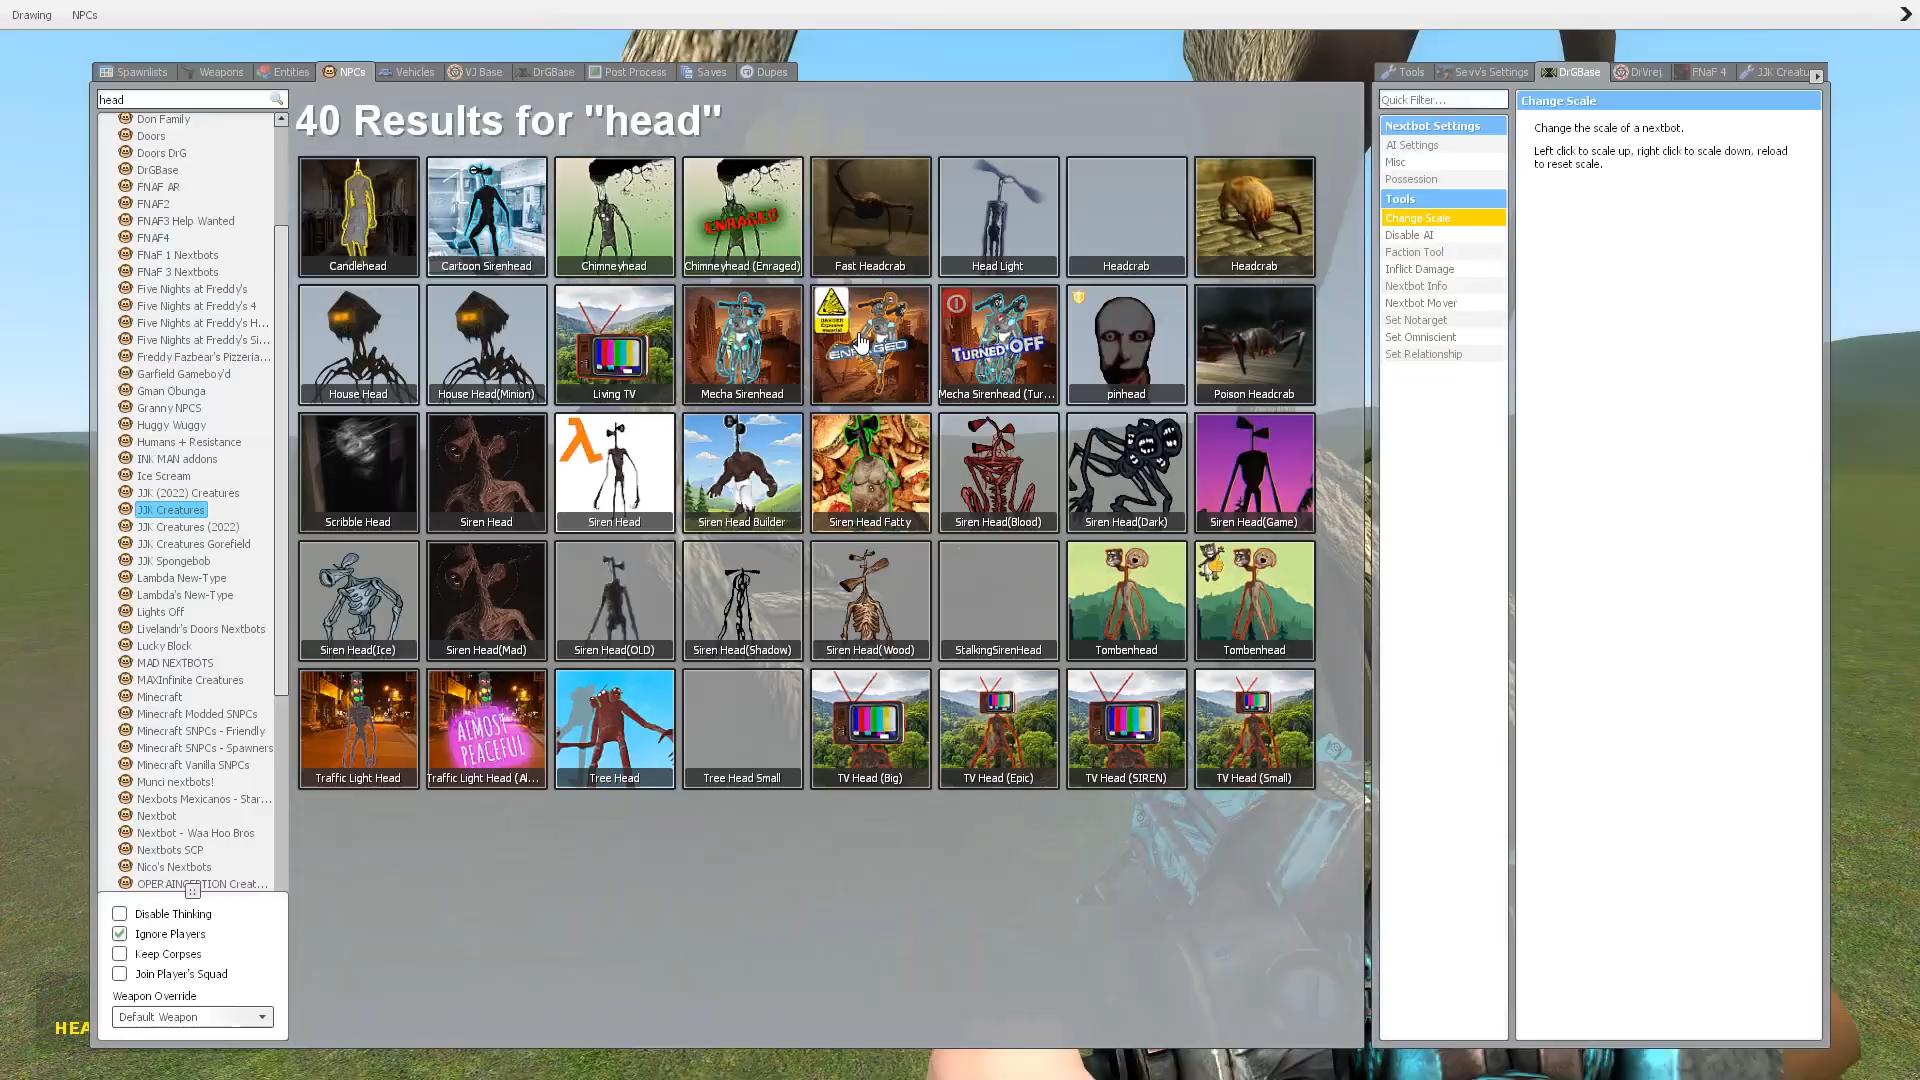 Drawing NPCs
Spawnlists Weapons Entities NPCs Vehicles VJ Base DrGBase Post Process Saves Dupes
head
40 Results for "head"
Don Family
Doors
Doors DrG
DrGBase
FNAF AR
FNAF2
FNAF3 Help Wanted
FNAF4
FNaF 1 Nextbots
FNaF 3 Nextbots
Five Nights at Freddy's
Five Nights at Freddy's 4
Five Nights at Freddy's H...
Five Nights at Freddy's Si...
Freddy Fazbear's Pizzeria...
Garfield Gameboy'd
Gman Obunga
Granny NPCS
Huggy Wuggy
Humans + Resistance
INK MAN addons
Ice Scream
JJK (2022) Creatures
JJK Creatures
JJK Creatures (2022)
JJK Creatures Gorefield
JJK Spongebob
Lambda New-Type
Lambda's New-Type
Lights Off
Livelandr's Doors Nextbots
Lucky Block
MAD NEXTBOTS
MAXInfinite Creatures
Minecraft
Minecraft Modded SNPCs
Minecraft SNPCs - Friendly
Minecraft SNPCs - Spawners
Minecraft Vanilla SNPCs
Munci nextbots!
Nexbots Mexicanos - Star...
Nextbot
Nextbot - Waa Hoo Bros
Nextbots SCP
Nico's Nextbots
OPERAINCEPTION Creat...
Disable Thinking
Ignore Players
Keep Corpses
Join Player's Squad
Weapon Override
Default Weapon
HEA
Candlehead Cartoon Sirenhead Chimneyhead Chimneyhead (Enraged) Fast Headcrab Head Light Headcrab Headcrab
ENRAGED
House Head House Head(Minion) Living TV Mecha Sirenhead Mecha Sirenhead (Tur... pinhead Poison Headcrab
DANGER
ENRAGED
TURNED OFF
Scribble Head Siren Head Siren Head Siren Head Builder Siren Head Fatty Siren Head(Blood) Siren Head(Dark) Siren Head(Game)
Siren Head(Ice) Siren Head(Mad) Siren Head(OLD) Siren Head(Shadow) Siren Head(Wood) StalkingSirenHead Tombenhead Tombenhead
ALMOST
PEACEFUL
Traffic Light Head Traffic Light Head (Al... Tree Head Tree Head Small TV Head (Big) TV Head (Epic) TV Head (SIREN) TV Head (Small)
Tools Sevv's Settings DrGBase DrVrej FNaF 4 JJK Creatu
Quick Filter...
Nextbot Settings
AI Settings
Misc
Possession
Tools
Change Scale
Disable AI
Faction Tool
Inflict Damage
Nextbot Info
Nextbot Mover
Set Notarget
Set Omniscient
Set Relationship
Change Scale
Change the scale of a nextbot.
Left click to scale up, right click to scale down, reload
to reset scale.